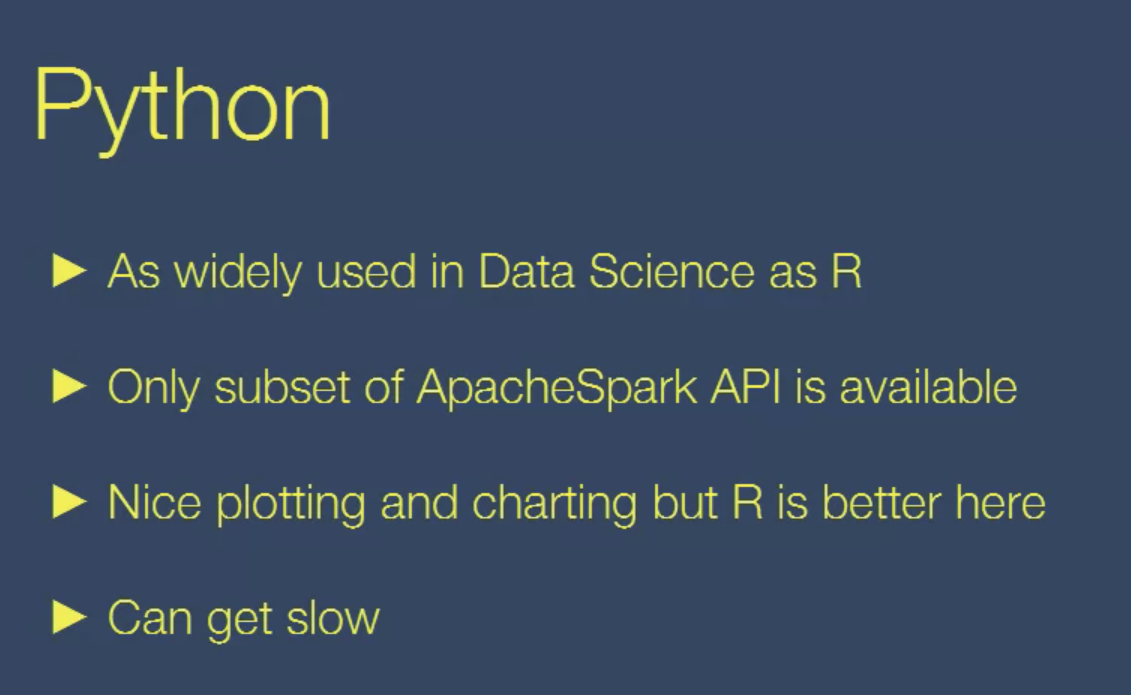 Python
► As widely used in Data Science as R
► Only subset of ApacheSpark API is available
► Nice plotting and charting but R is better here
► Can get slow